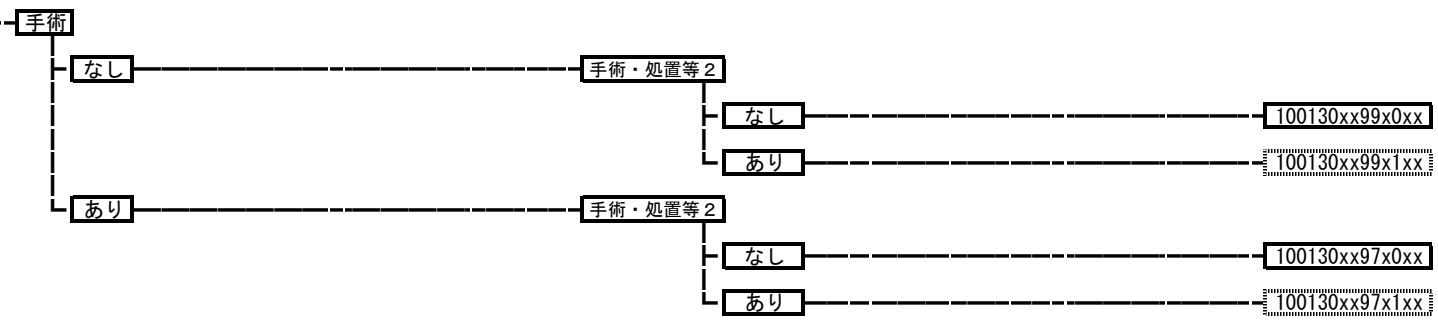 手術
なし
手術・処置等２
なし
100130xx99x0xx
あり
100130xx99x1xx
あり
手術・処置等２
なし
100130xx97x0xx
あり
100130xx97x1xx